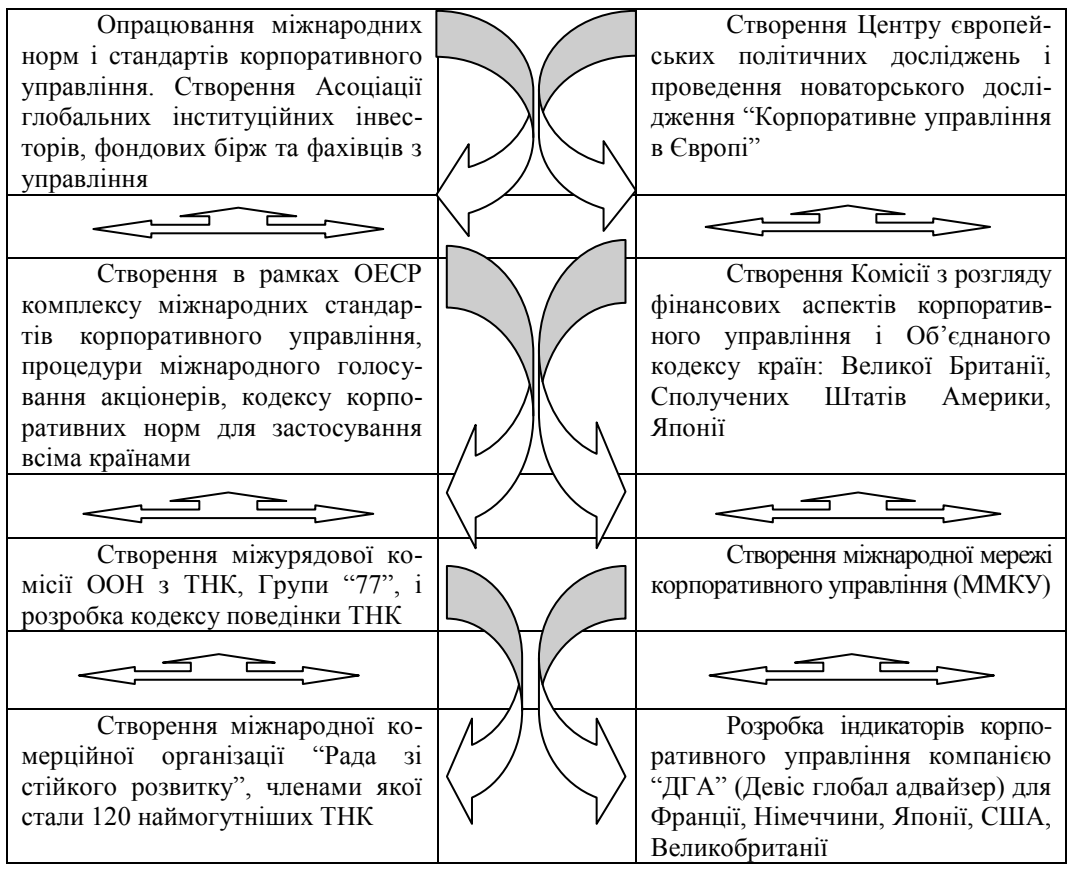 Опрацювання міжнародних
норм і стандартів корпоративного
управління. Створення Асоціації
глобальних інституційних інвес-
торів, фондових бірж та фахівців з
управління
Створення Центру європей-
ських політичних досліджень і
проведення новаторського дослі-
дження “Корпоративне управління
в Європі”
Створення в рамках ОЕСР
комплексу міжнародних стандар-
тів корпоративного управління,
процедури міжнародного голосу-
вання акціонерів, кодексу корпо-
ративних норм для застосування
всіма країнами
Створення Комісії з розгляду
фінансових аспектів корпоратив-
ного управління і Об’єднаного
кодексу країн: Великої Британії,
Сполучених Штатів Америки,
Японії
Створення міжурядової ко-
місії ООН з ТНК, Групи “77”, і
розробка кодексу поведінки ТНК
Створення міжнародної мережі
корпоративного управління (ММКУ)
Створення міжнародної ко-
мерційної організації “Рада зі
стійкого розвитку”, членами якої
стали 120 наймогутніших ТНК
Розробка індикаторів корпо-
ративного управління компанією
“ДГА” (Девіс глобал адвайзер) для
Франції, Німеччини, Японії, США,
Великобританії